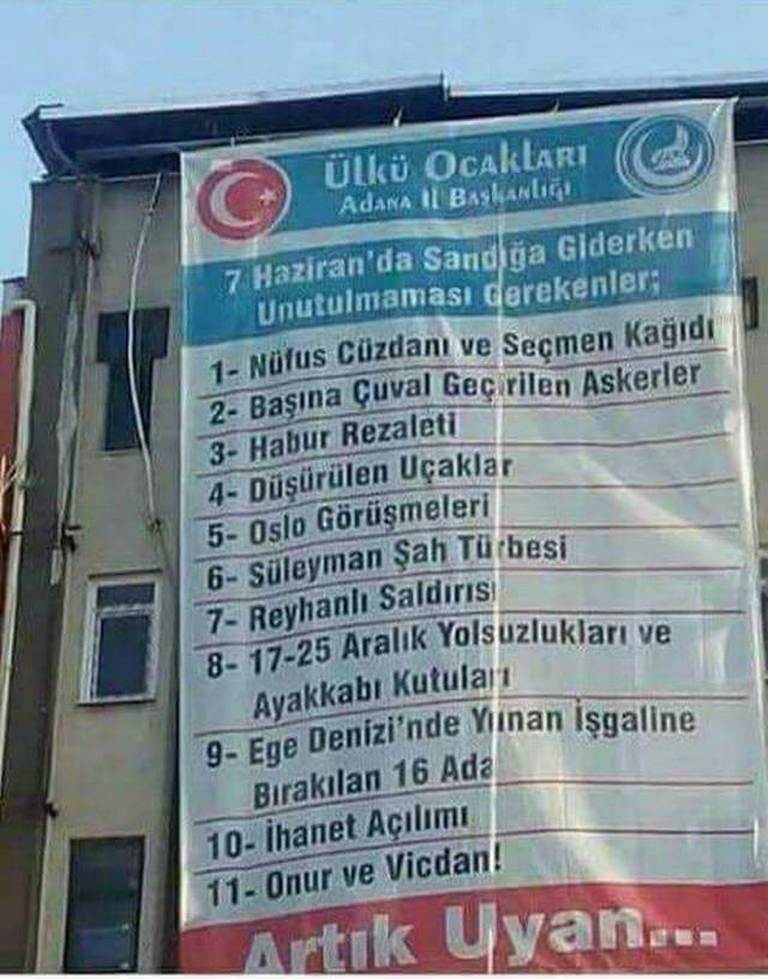 Ülkü Ocakları
Adana İl Başkanlığı
7 Haziran'da Sandığa Giderken
Unutulmaması Gerekenler;
1- Nüfus Cüzdanı ve Seçmen Kağıdı
2- Başına Çuval Geçirilen Askerler
3- Habur Rezaleti
4- Düşürülen Uçaklar
5- Oslo Görüşmeleri
6- Süleyman Şah Türbesi
7- Reyhanlı Saldırısı
8- 17-25 Aralık Yolsuzlukları ve
Ayakkabı Kutuları
9- Ege Denizi'nde Yunan İşgaline
Bırakılan 16 Ada
10- İhanet Açılımı
11- Onur ve Vicdan!
Artık Uyan...